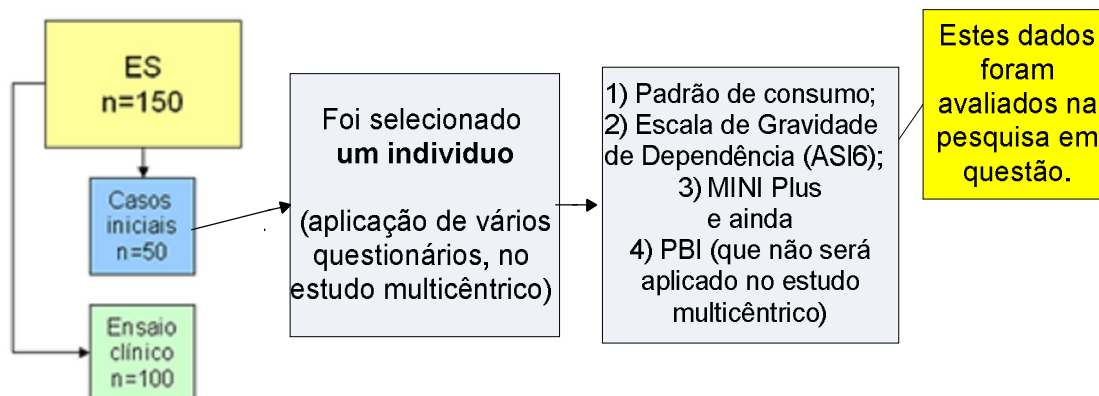 ES
n=150
Casos
iniciais
n=50
Ensaio
clínico
n=100
Foi selecionado
um individuo
(aplicação de vários
questionários, no
estudo multicêntrico)
1) Padrão de consumo;
2) Escala de Gravidade
de Dependência (ASI6);
3) MINI Plus
e ainda
4) PBI (que não será
aplicado no estudo
multicêntrico)
Estes dados
foram
avaliados na
pesquisa em
questão.